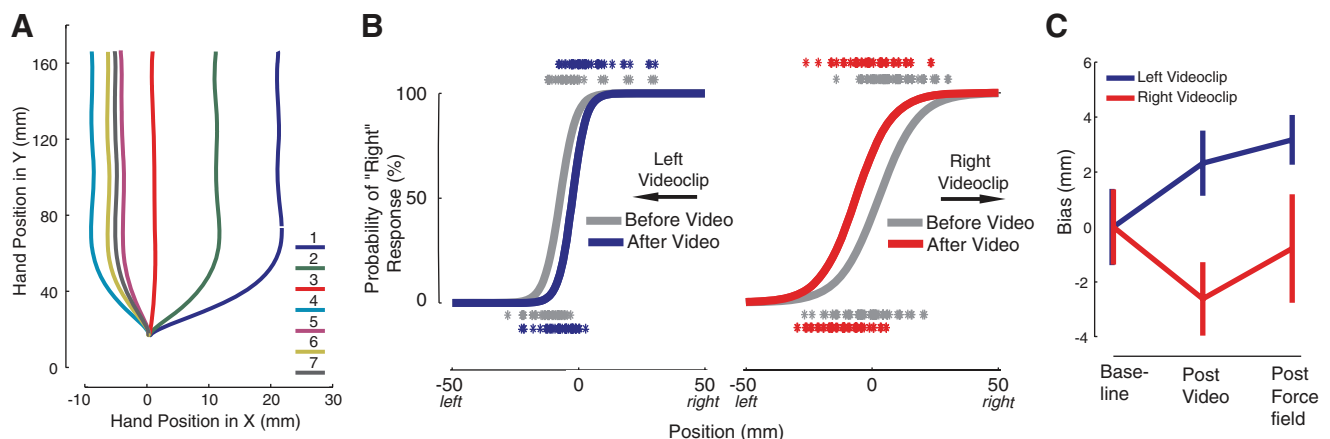 A
Hand Position in Y (mm)
160
120
80
40
0
-10
0
10
20
30
Hand Position in X (mm)
1
2
3
4
5
6
7
B
Probability of "Right"
Response (%)
100
50
0
Left
Videoclip
Before Video
After Video
-50
left
0
50
right
Right
Videoclip
Before Video
After Video
-50
left
0
50
right
Position (mm)
C
Left Videoclip
Right Videoclip
Bias (mm)
6
4
2
0
-2
-4
Base-
line
Post
Video
Post
Force
field